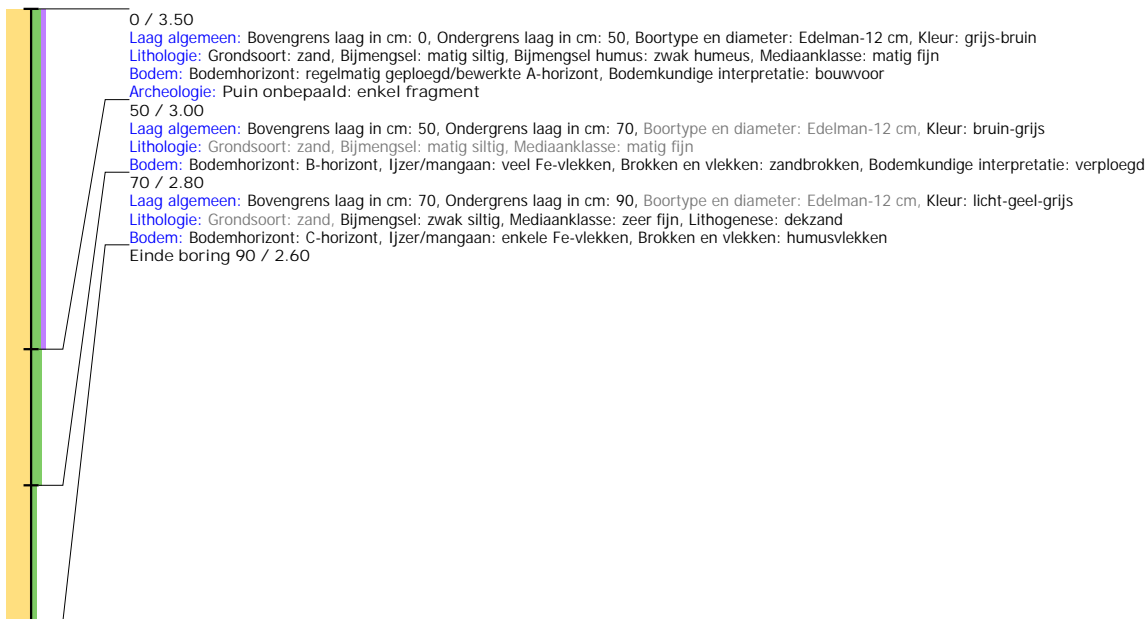 0 / 3.50
Laag algemeen: Bovengrens laag in cm: 0, Ondergrens laag in cm: 50, Boortype en diameter: Edelman-12 cm, Kleur: grijs-bruin
Lithologie: Grondsoort: zand, Bijmengsel: matig siltig, Bijmengsel humus: zwak humeus, Mediaanklasse: matig fijn
Bodem: Bodemhorizont: regelmatig geploegd/bewerkte A-horizont, Bodemkundige interpretatie: bouwvoor
Archeologie: Puin onbepaald: enkel fragment
50 / 3.00
Laag algemeen: Bovengrens laag in cm: 50, Ondergrens laag in cm: 70, Boortype en diameter: Edelman-12 cm, Kleur: bruin-grijs
Lithologie: Grondsoort: zand, Bijmengsel: matig siltig, Mediaanklasse: matig fijn
Bodem: Bodemhorizont: B-horizont, Ijzer/mangaan: veel Fe-vlekken, Brokken en vlekken: zandbrokken, Bodemkundige interpretatie: verploegd
70 / 2.80
Laag algemeen: Bovengrens laag in cm: 70, Ondergrens laag in cm: 90, Boortype en diameter: Edelman-12 cm, Kleur: licht-geel-grijs
Lithologie: Grondsoort: zand, Bijmengsel: zwak siltig, Mediaanklasse: zeer fijn, Lithogenese: dekzand
Bodem: Bodemhorizont: C-horizont, Ijzer/mangaan: enkele Fe-vlekken, Brokken en vlekken: humusvlekken
Einde boring 90 / 2.60